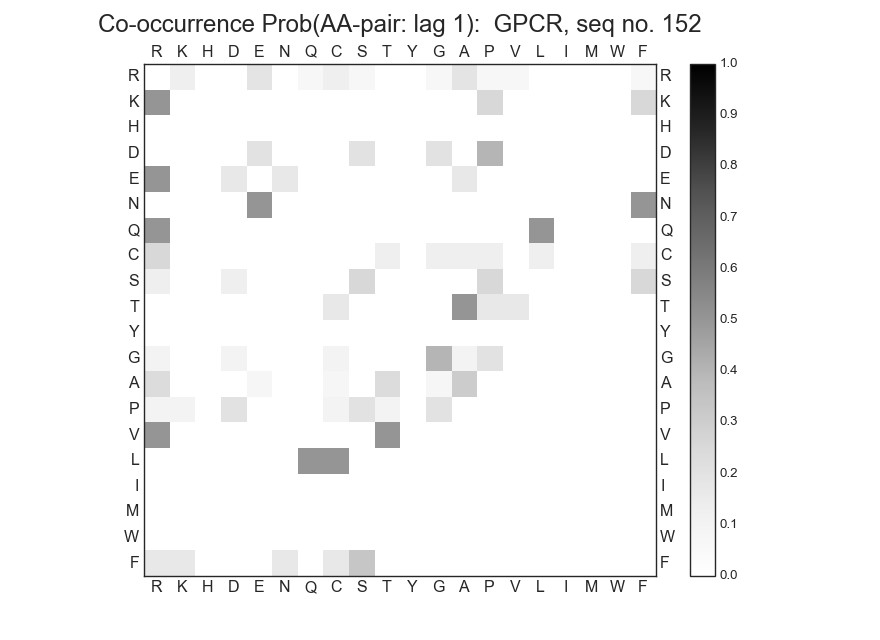 Co-occurrence Prob(AA-pair: lag 1):  GPCR, seq no. 152
R K H D E N Q C S T Y G A P V L I M W F
R R 1.0
K K
H H 0.9
D D 0.8
E E
N N 0.7
Q Q
C C 0.6
S S
T T 0.5
Y Y
G G 0.4
A A
P P 0.3
V V
L L 0.2
I I
M M 0.1
W W
F F 0.0
R K H D E N Q C S T Y G A P V L I M W F